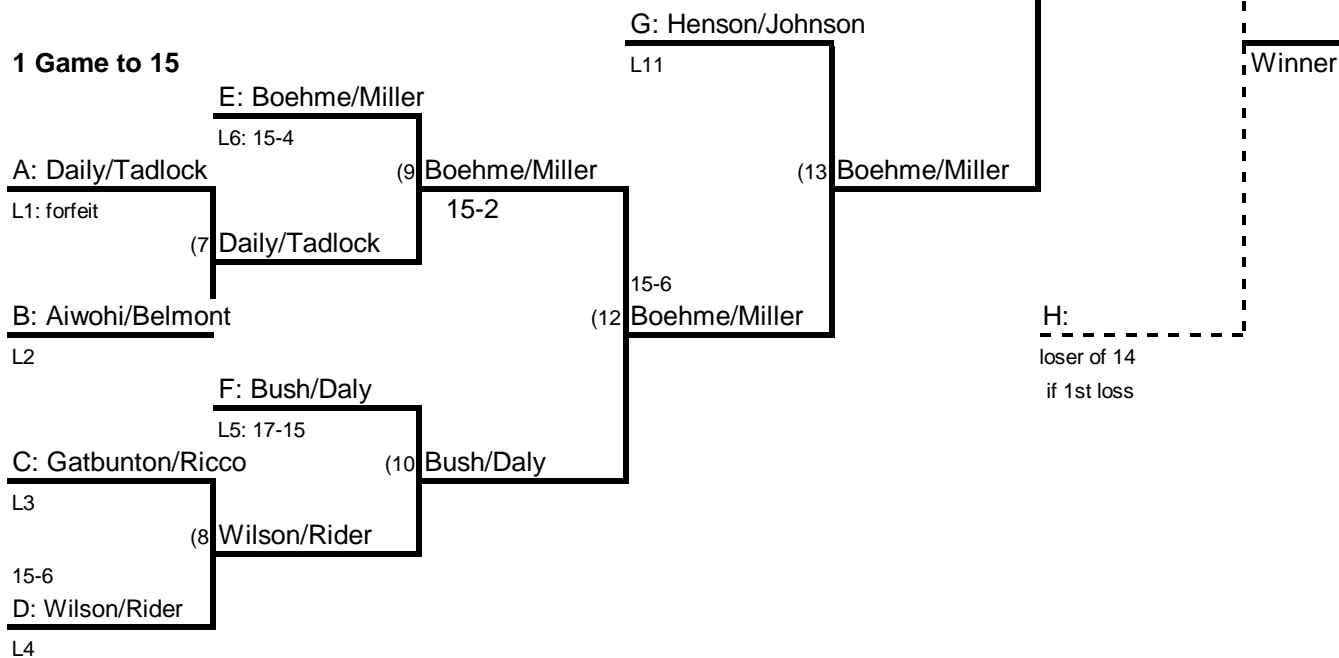 G: Henson/Johnson
1 Game to 15
L11
Winner
E: Boehme/Miller
L6: 15-4
A: Daily/Tadlock
(9 Boehme/Miller
(13 Boehme/Miller
L1: forfeit
15-2
(7 Daily/Tadlock
15-6
B: Aiwohi/Belmont
(12 Boehme/Miller
H:
L2
loser of 14
F: Bush/Daly
if 1st loss
L5: 17-15
C: Gatbunton/Ricco
(10 Bush/Daly
L3
(8 Wilson/Rider
15-6
D: Wilson/Rider
L4